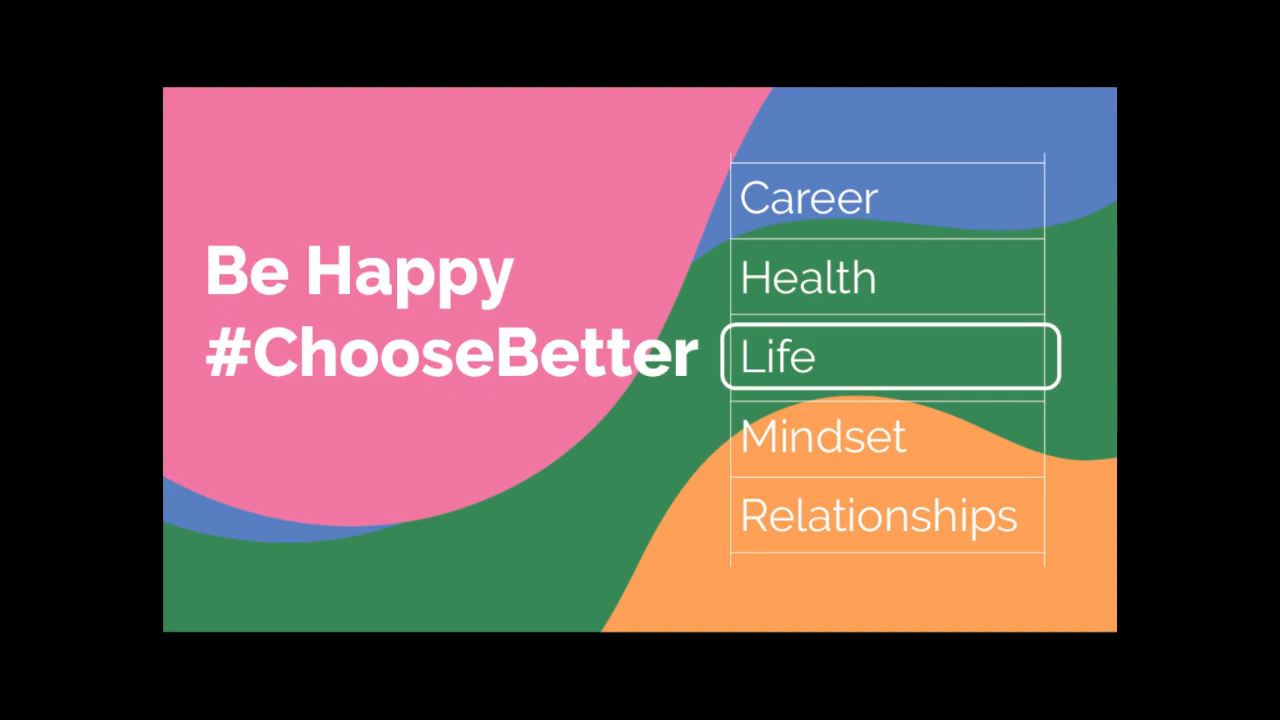 Be Happy
#ChooseBetter
Career
Health
Life
Mindset
Relationships